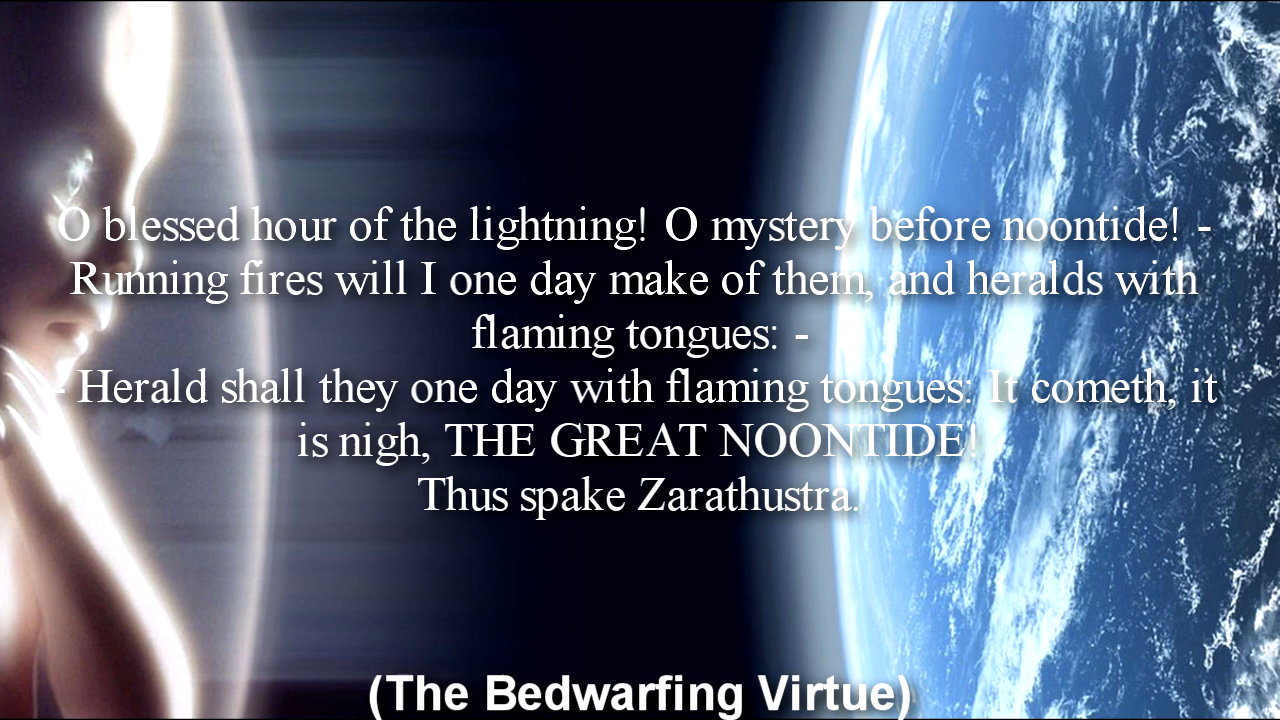 O blessed hour of the lightning! O mystery before noontide! -
Running fires will I one day make of them, and heralds with
flaming tongues: -
- Herald shall they one day with flaming tongues: It cometh, it
is nigh, THE GREAT NOONTIDE!
Thus spake Zarathustra.
(The Bedwarfing Virtue)